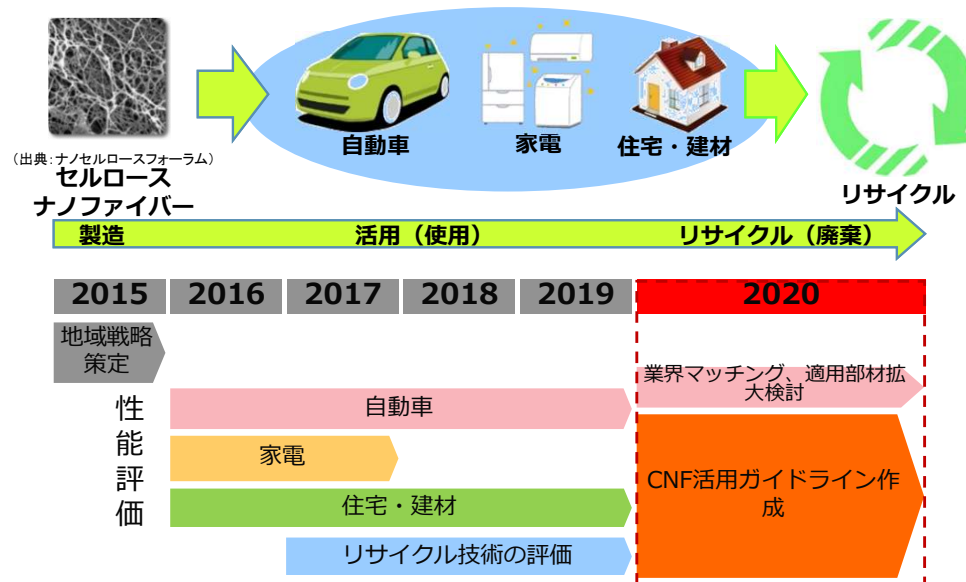 (出典:ナノセルロースフォーラム)
セルロース
ナノファイバー
自動車
家電
住宅・建材
リサイクル
製造
活用（使用）
リサイクル（廃棄）
2015
2016
2017
2018
2019
2020
地域戦略
策定
業界マッチング、適用部材拡
大検討
性能評価
自動車
家電
住宅・建材
リサイクル技術の評価
CNF活用ガイドライン作
成